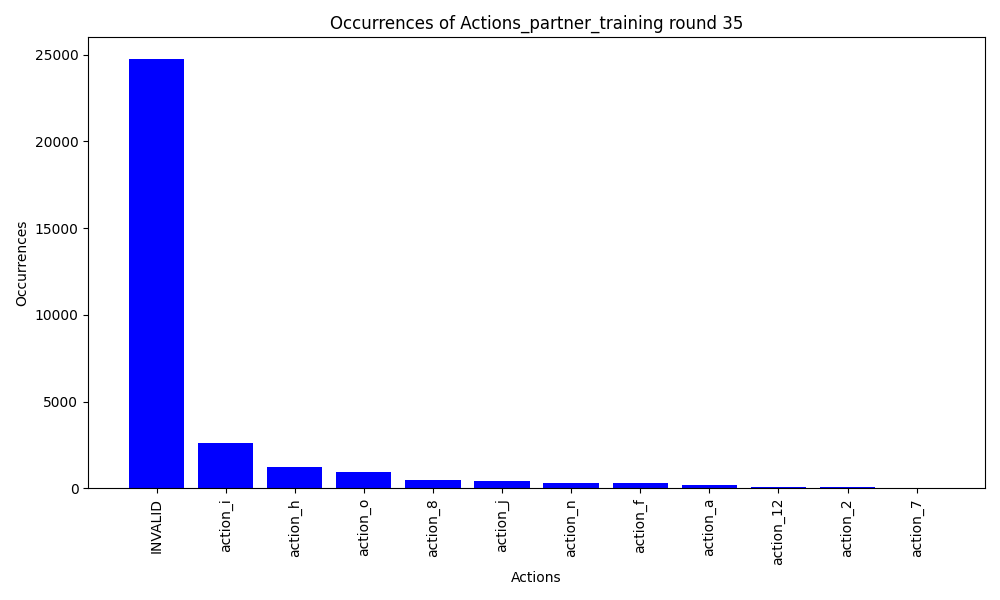 Occurrences of Actions_partner_training round 35
Occurrences
25000
20000
15000
10000
5000
0
INVALID
action_i
action_h
action_o
action_8
action_j
action_n
action_f
action_a
action_12
action_2
action_7
Actions